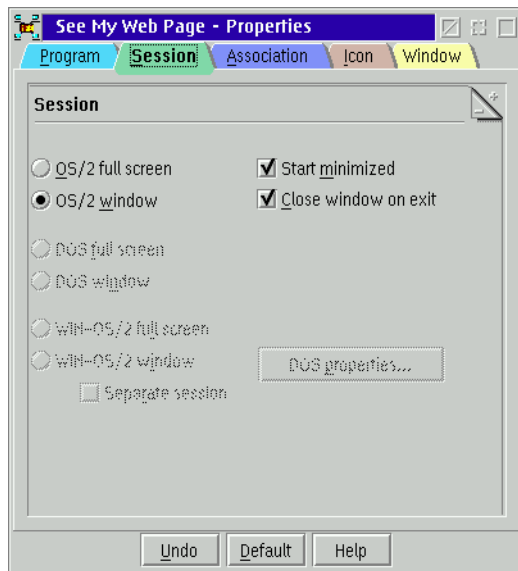 See My Web Page - Properties
Program Session Association Icon Window
Session
OS/2 full screen
Start minimized
OS/2 window
Close window on exit
DOS full screen
DOS window
WIN-OS/2 full screen
WIN-OS/2 window
DOS properties...
Separate session
Undo Default Help